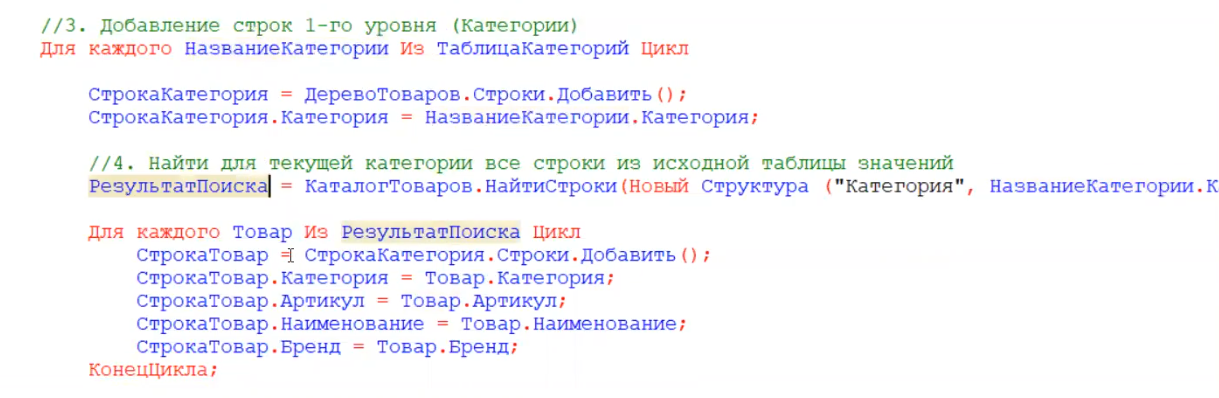 //3. Добавление строк 1-го уровня (Категории)
Для каждого НазваниеКатегории Из ТаблицаКатегорий Цикл
СтрокаКатегория = ДеревоТоваров.Строки.Добавить();
СтрокаКатегория.Категория = НазваниеКатегории.Категория;
//4. Найти для текущей категории все строки из исходной таблицы значений
РезультатПоиска = КаталогТоваров.НайтиСтроки(Новый Структура ("Категория", НазваниеКатегории.К
Для каждого Товар Из РезультатПоиска Цикл
СтрокаТовар = СтрокаКатегория.Строки.Добавить();
СтрокаТовар.Категория = Товар.Категория;
СтрокаТовар.Артикул = Товар.Артикул;
СтрокаТовар.Наименование = Товар.Наименование;
СтрокаТовар.Бренд = Товар.Бренд;
КонецЦикла;